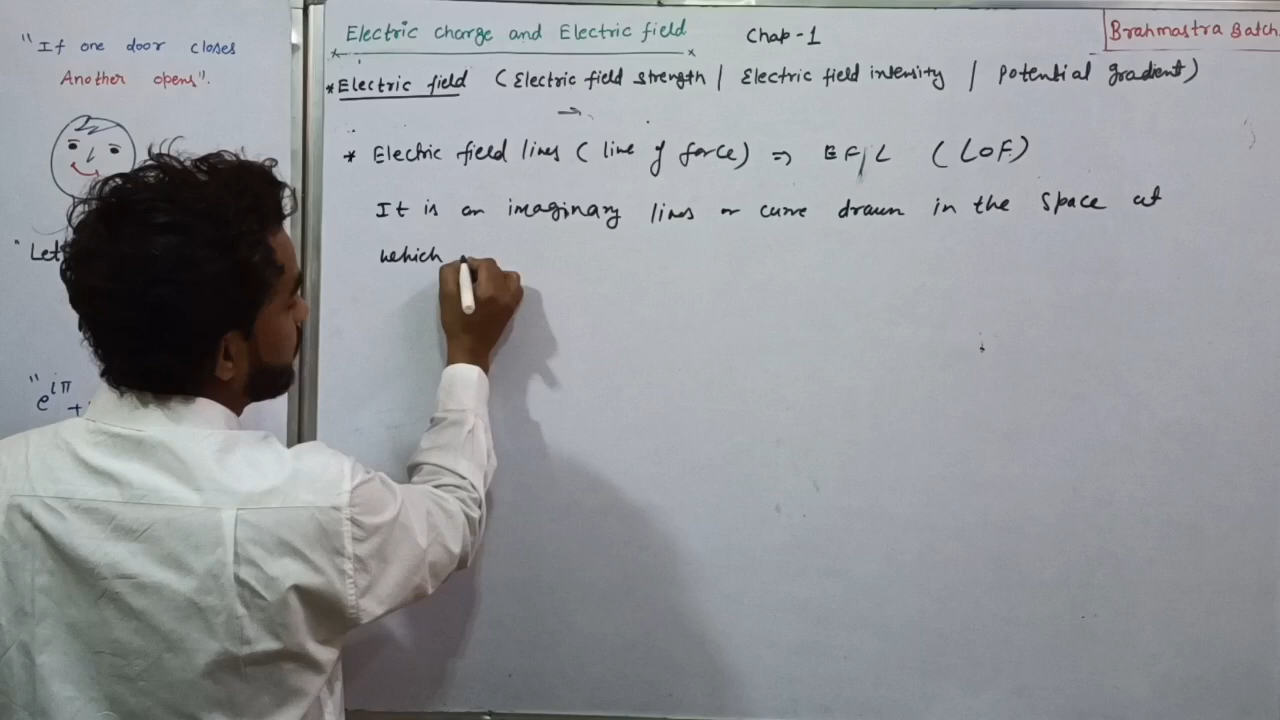 "If one door closes
Another opens".
"Let
"e^iπ +
Electric charge and Electric field Chap-1
Brahmastra Batch
*Electric field (Electric field strength | Electric field intensity | Potential gradient)
→
* Electric field lines (line of force) ⇒ EF/L (LOF)
It is an imaginary lines or curve drawn in the space at
which